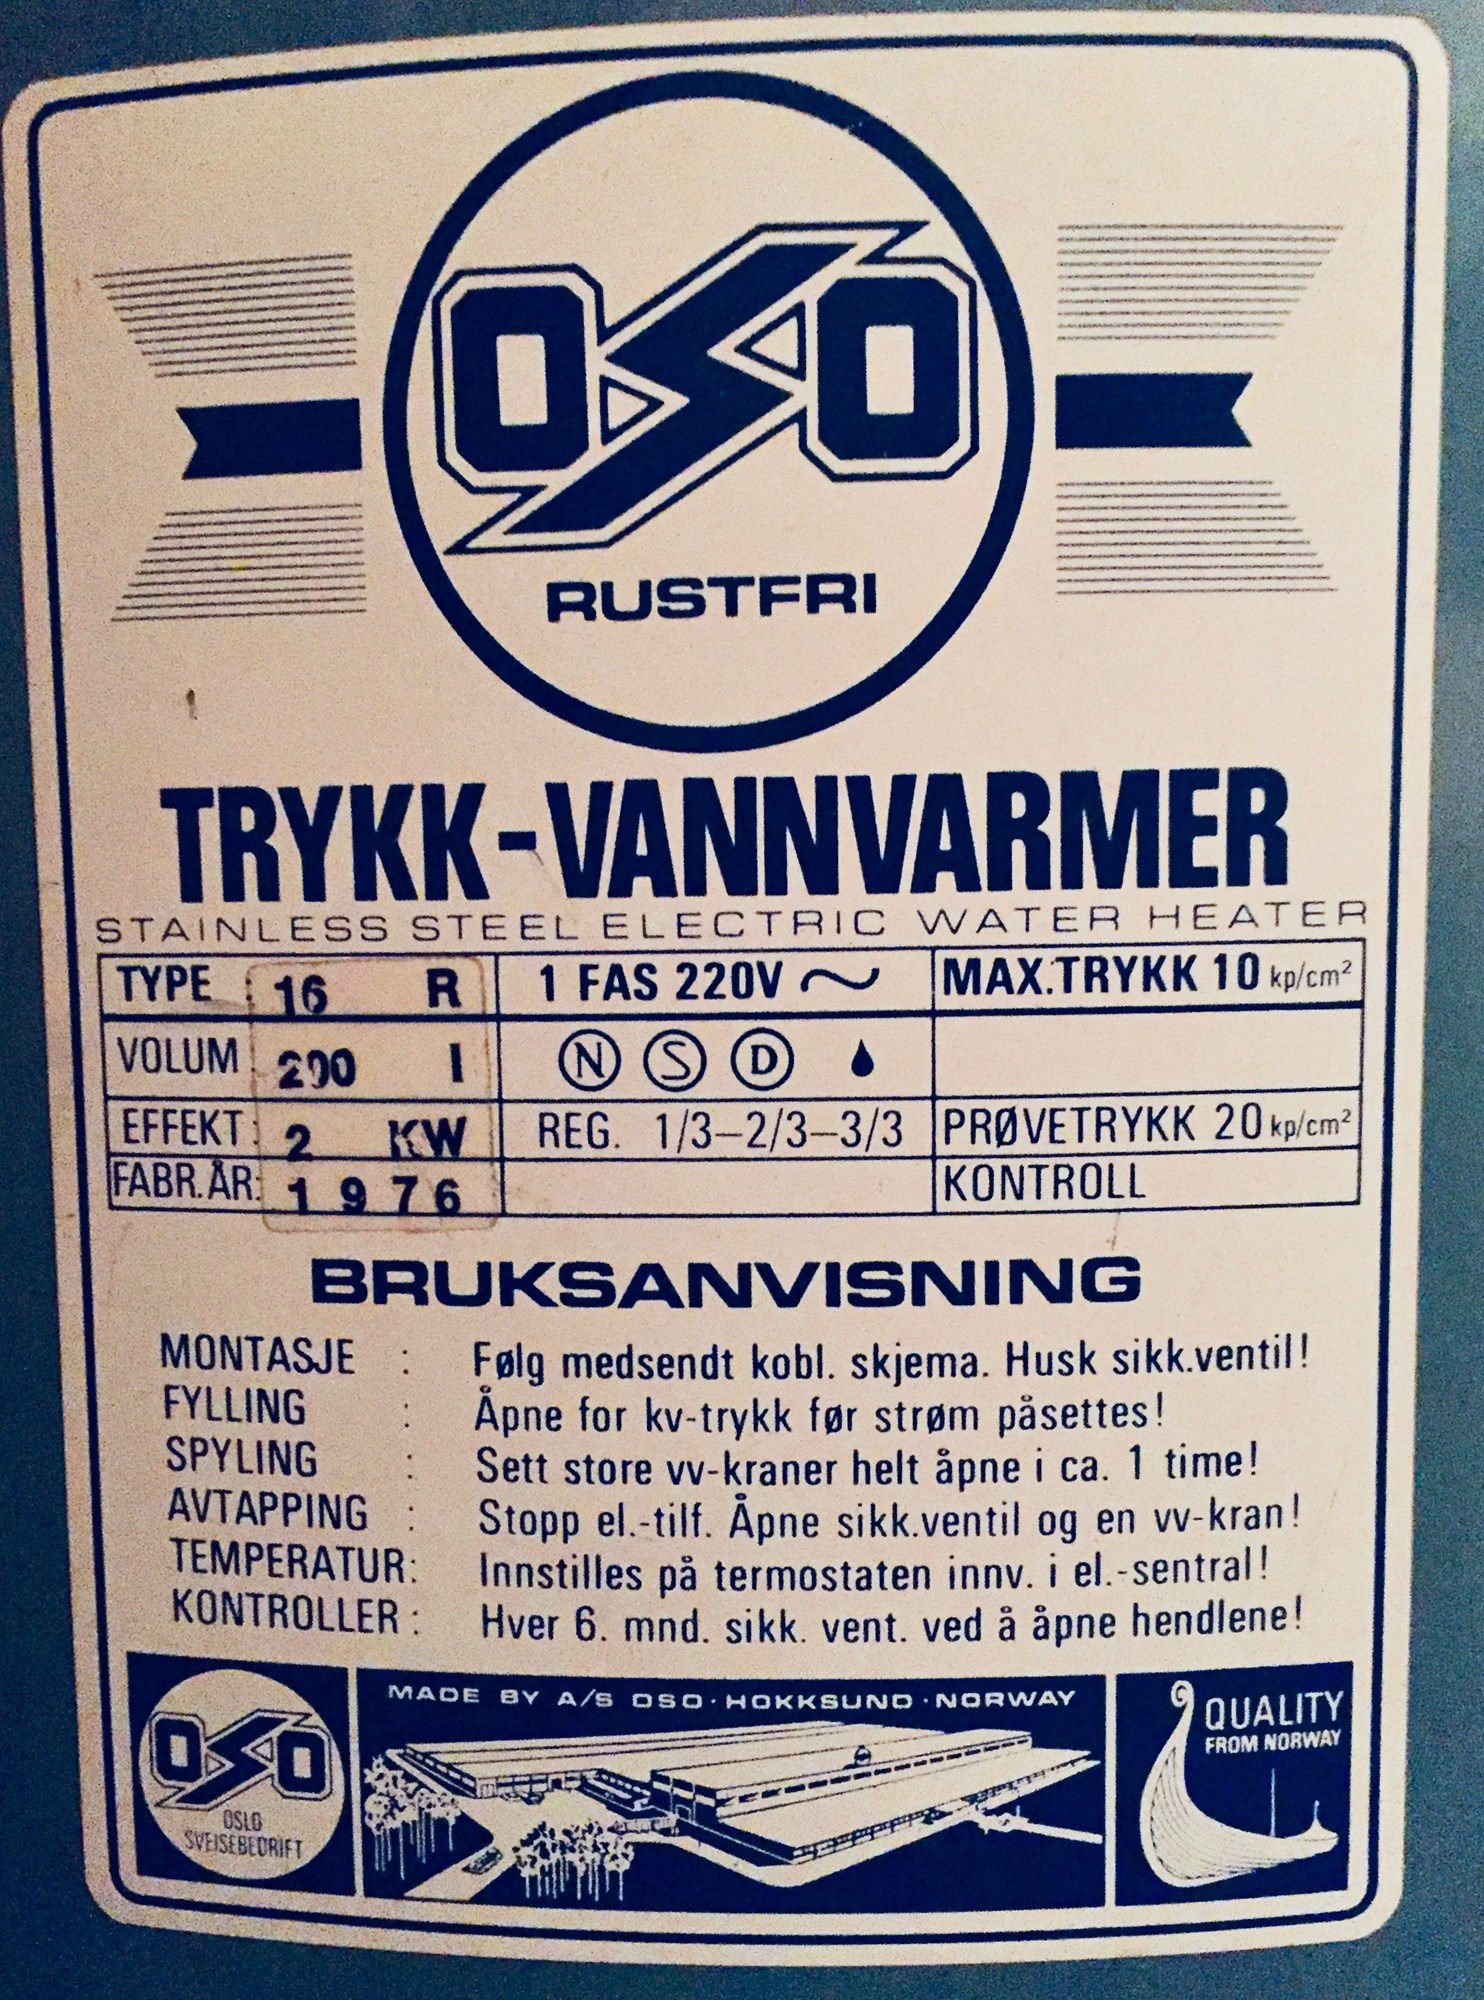 OSO
RUSTFRI
TRYKK-VANNVARMER
STAINLESS STEEL ELECTRIC WATER HEATER
TYPE : 16 R 1 FAS 220V ~ MAX.TRYKK 10 kp/cm²
VOLUM : 200 l N S D
EFFEKT : 2 KW REG. 1/3–2/3–3/3 PRØVETRYKK 20 kp/cm²
FABR.ÅR: 1976 KONTROLL
BRUKSANVISNING
MONTASJE : Følg medsendt kobl. skjema. Husk sikk.ventil!
FYLLING : Åpne for kv-trykk før strøm påsettes!
SPYLING : Sett store vv-kraner helt åpne i ca. 1 time!
AVTAPPING : Stopp el.-tilf. Åpne sikk.ventil og en vv-kran!
TEMPERATUR: Innstilles på termostaten innv. i el.-sentral!
KONTROLLER : Hver 6. mnd. sikk. vent. ved å åpne hendlene!
MADE BY A/S OSO · HOKKSUND · NORWAY
OSO
OSLO
SVEISEBEDRIFT
QUALITY
FROM NORWAY